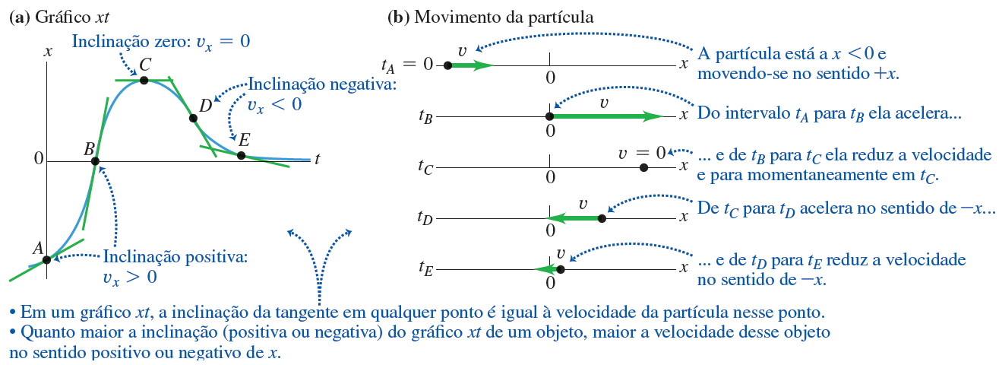 (a) Gráfico xt
Inclinação zero: vx = 0
x
C
Inclinação negativa:
vx < 0
D
E
B
0
t
A
Inclinação positiva:
vx > 0
(b) Movimento da partícula
tA = 0
v
x
0
A partícula está a x < 0 e
movendo-se no sentido +x.
tB
v
x
0
Do intervalo tA para tB ela acelera...
tC
v = 0
x
0
... e de tB para tC ela reduz a velocidade
e para momentaneamente em tC.
tD
v
x
0
De tC para tD acelera no sentido de −x...
tE
v
x
0
... e de tD para tE reduz a velocidade
no sentido de −x.
• Em um gráfico xt, a inclinação da tangente em qualquer ponto é igual à velocidade da partícula nesse ponto.
• Quanto maior a inclinação (positiva ou negativa) do gráfico xt de um objeto, maior a velocidade desse objeto
no sentido positivo ou negativo de x.